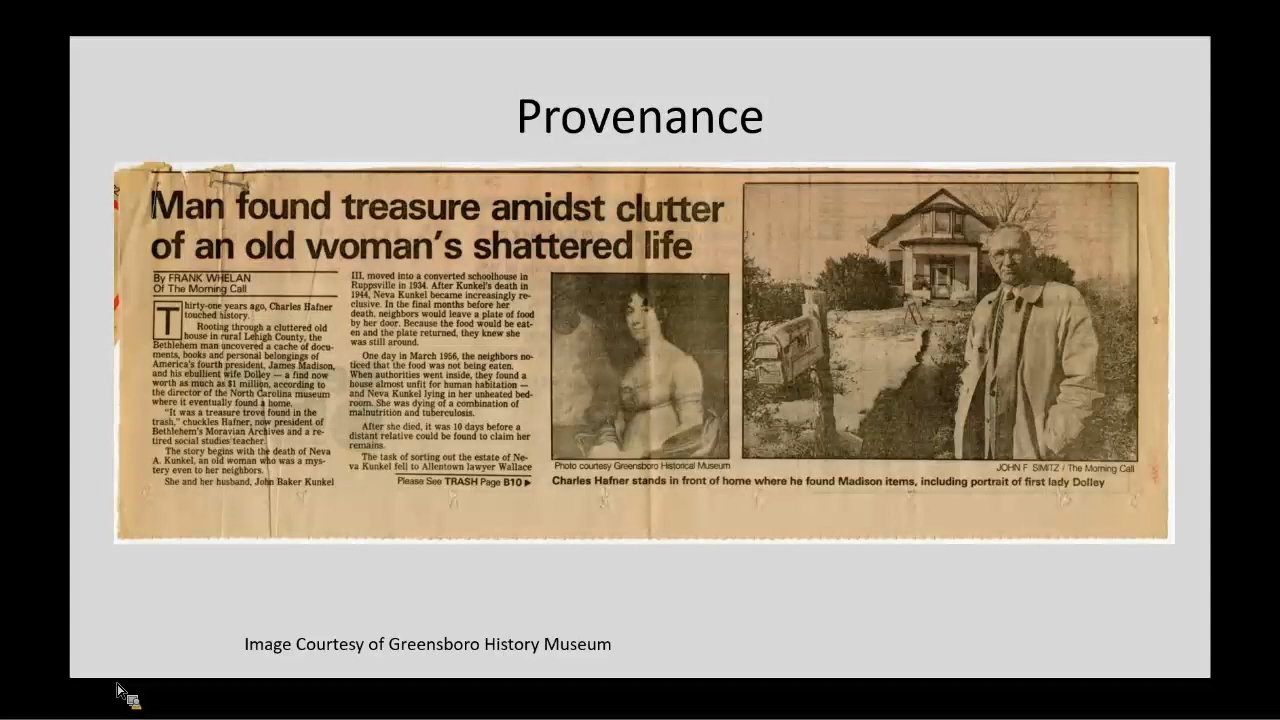 Provenance
Man found treasure amidst clutter
of an old woman's shattered life
By FRANK WHELAN
Of The Morning Call
Thirty-one years ago, Charles Hafner
touched history.
Rooting through a cluttered old
house in rural Lehigh County, the
Bethlehem man uncovered a cache of docu-
ments, books and personal belongings of
America's fourth president, James Madison,
and his ebullient wife Dolley — a find now
worth as much as $1 million, according to
the director of the North Carolina museum
where it eventually found a home.
"It was a treasure trove found in the
trash," chuckles Hafner, now president of
Bethlehem's Moravian Archives and a re-
tired social studies teacher.
The story begins with the death of Neva
A. Kunkel, an old woman who was a mys-
tery even to her neighbors.
She and her husband, John Baker Kunkel
III, moved into a converted schoolhouse in
Ruppsville in 1934. After Kunkel's death in
1944, Neva Kunkel became increasingly re-
clusive. In the final months before her
death, neighbors would leave a plate of food
by her door. Because the food would be eat-
en and the plate returned, they knew she
was still around.
One day in March 1956, the neighbors no-
ticed that the food was not being eaten.
When authorities went inside, they found a
house almost unfit for human habitation —
and Neva Kunkel lying in her unheated bed-
room. She was dying of a combination of
malnutrition and tuberculosis.
After she died, it was 10 days before a
distant relative could be found to claim her
remains.
The task of sorting out the estate of Ne-
va Kunkel fell to Allentown lawyer Wallace
Please See TRASH Page B10 ▶
Photo courtesy Greensboro Historical Museum
JOHN F SIMITZ / The Morning Call
Charles Hafner stands in front of home where he found Madison items, including portrait of first lady Dolley
Image Courtesy of Greensboro History Museum